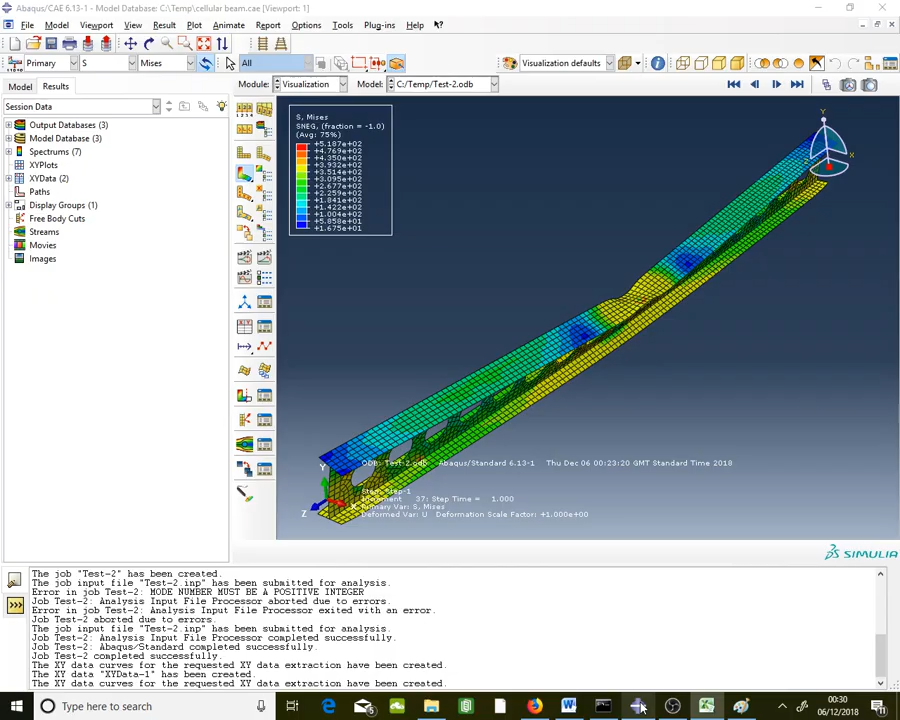 Abaqus/CAE 6.13-1 - Model Database: C:\Temp\cellular beam.cae [Viewport: 1]
File Model Viewport View Result Plot Animate Report Options Tools Plug-ins Help
Primary S Mises All Visualization defaults
Model Results Module: Visualization Model: C:/Temp/Test-2.odb
Session Data
Output Databases (3)
Model Database (3)
Spectrums (7)
XYPlots
XYData (2)
Paths
Display Groups (1)
Free Body Cuts
Streams
Movies
Images
S, Mises
SNEG, (fraction = -1.0)
(Avg: 75%)
+5.187e+02
+4.769e+02
+4.350e+02
+3.932e+02
+3.514e+02
+3.095e+02
+2.677e+02
+2.259e+02
+1.841e+02
+1.422e+02
+1.004e+02
+5.858e+01
+1.675e+01
Y
X
Y
Z
ODB: Test-2.odb Abaqus/Standard 6.13-1 Thu Dec 06 00:23:20 GMT Standard Time 2018
Step: Step-1
Increment 37: Step Time = 1.000
Primary Var: S, Mises
Deformed Var: U Deformation Scale Factor: +1.000e+00
SIMULIA
The job "Test-2" has been created.
The job input file "Test-2.inp" has been submitted for analysis.
Error in job Test-2: MODE NUMBER MUST BE A POSITIVE INTEGER
Job Test-2: Analysis Input File Processor aborted due to errors.
Error in job Test-2: Analysis Input File Processor exited with an error.
Job Test-2 aborted due to errors.
The job input file "Test-2.inp" has been submitted for analysis.
Job Test-2: Analysis Input File Processor completed successfully.
Job Test-2: Abaqus/Standard completed successfully.
Job Test-2 completed successfully.
The XY data curves for the requested XY data extraction have been created.
The XY data "XYData-1" has been created.
The XY data curves for the requested XY data extraction have been created.
Type here to search
00:30
06/12/2018